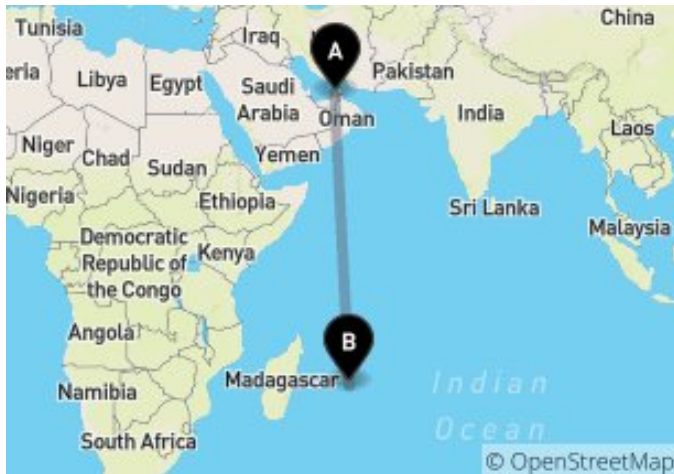 Tunisia
China
Iraq
A
Pakistan
eria
Libya
Egypt
Saudi
Arabia
Oman
India
Laos
Niger
Chad
Sudan
Yemen
Nigeria
Ethiopia
Sri Lanka
Malaysia
Democratic
Republic of
the Congo
Kenya
Angola
B
Madagascar
Indian
Ocean
Namibia
South Africa
© OpenStreetMap